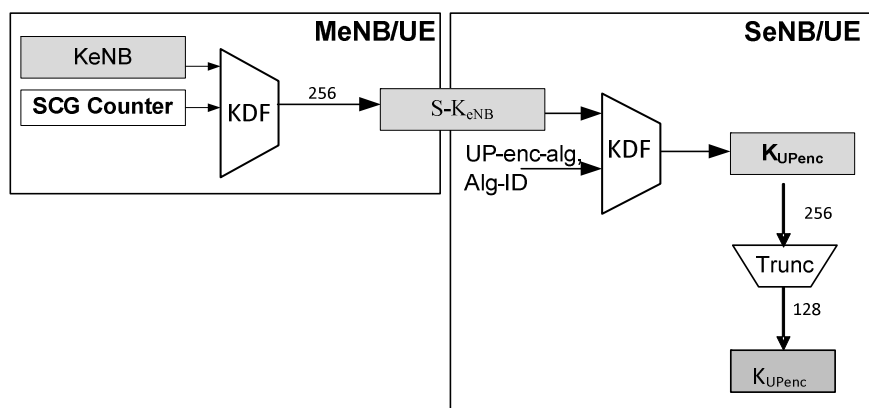 MeNB/UE
KeNB
SCG Counter
KDF
256
S-KeNB
SeNB/UE
UP-enc-alg,
Alg-ID
KDF
KUPenc
256
Trunc
128
KUPenc